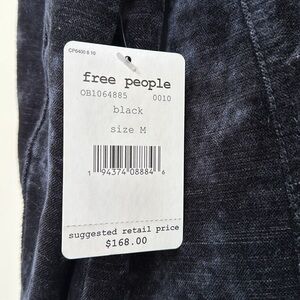 CP6400 8 10
free people
OB1064885 0010
black
size M
1 94374 08884 6
suggested retail price
$168.00